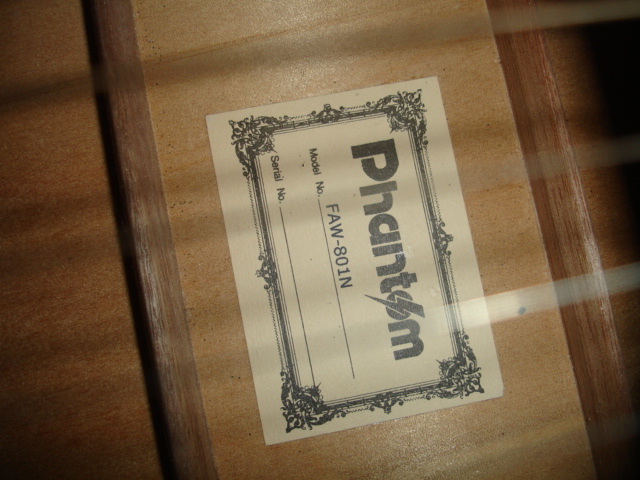 Phantom
Model No. FAW-801N
Serial No.